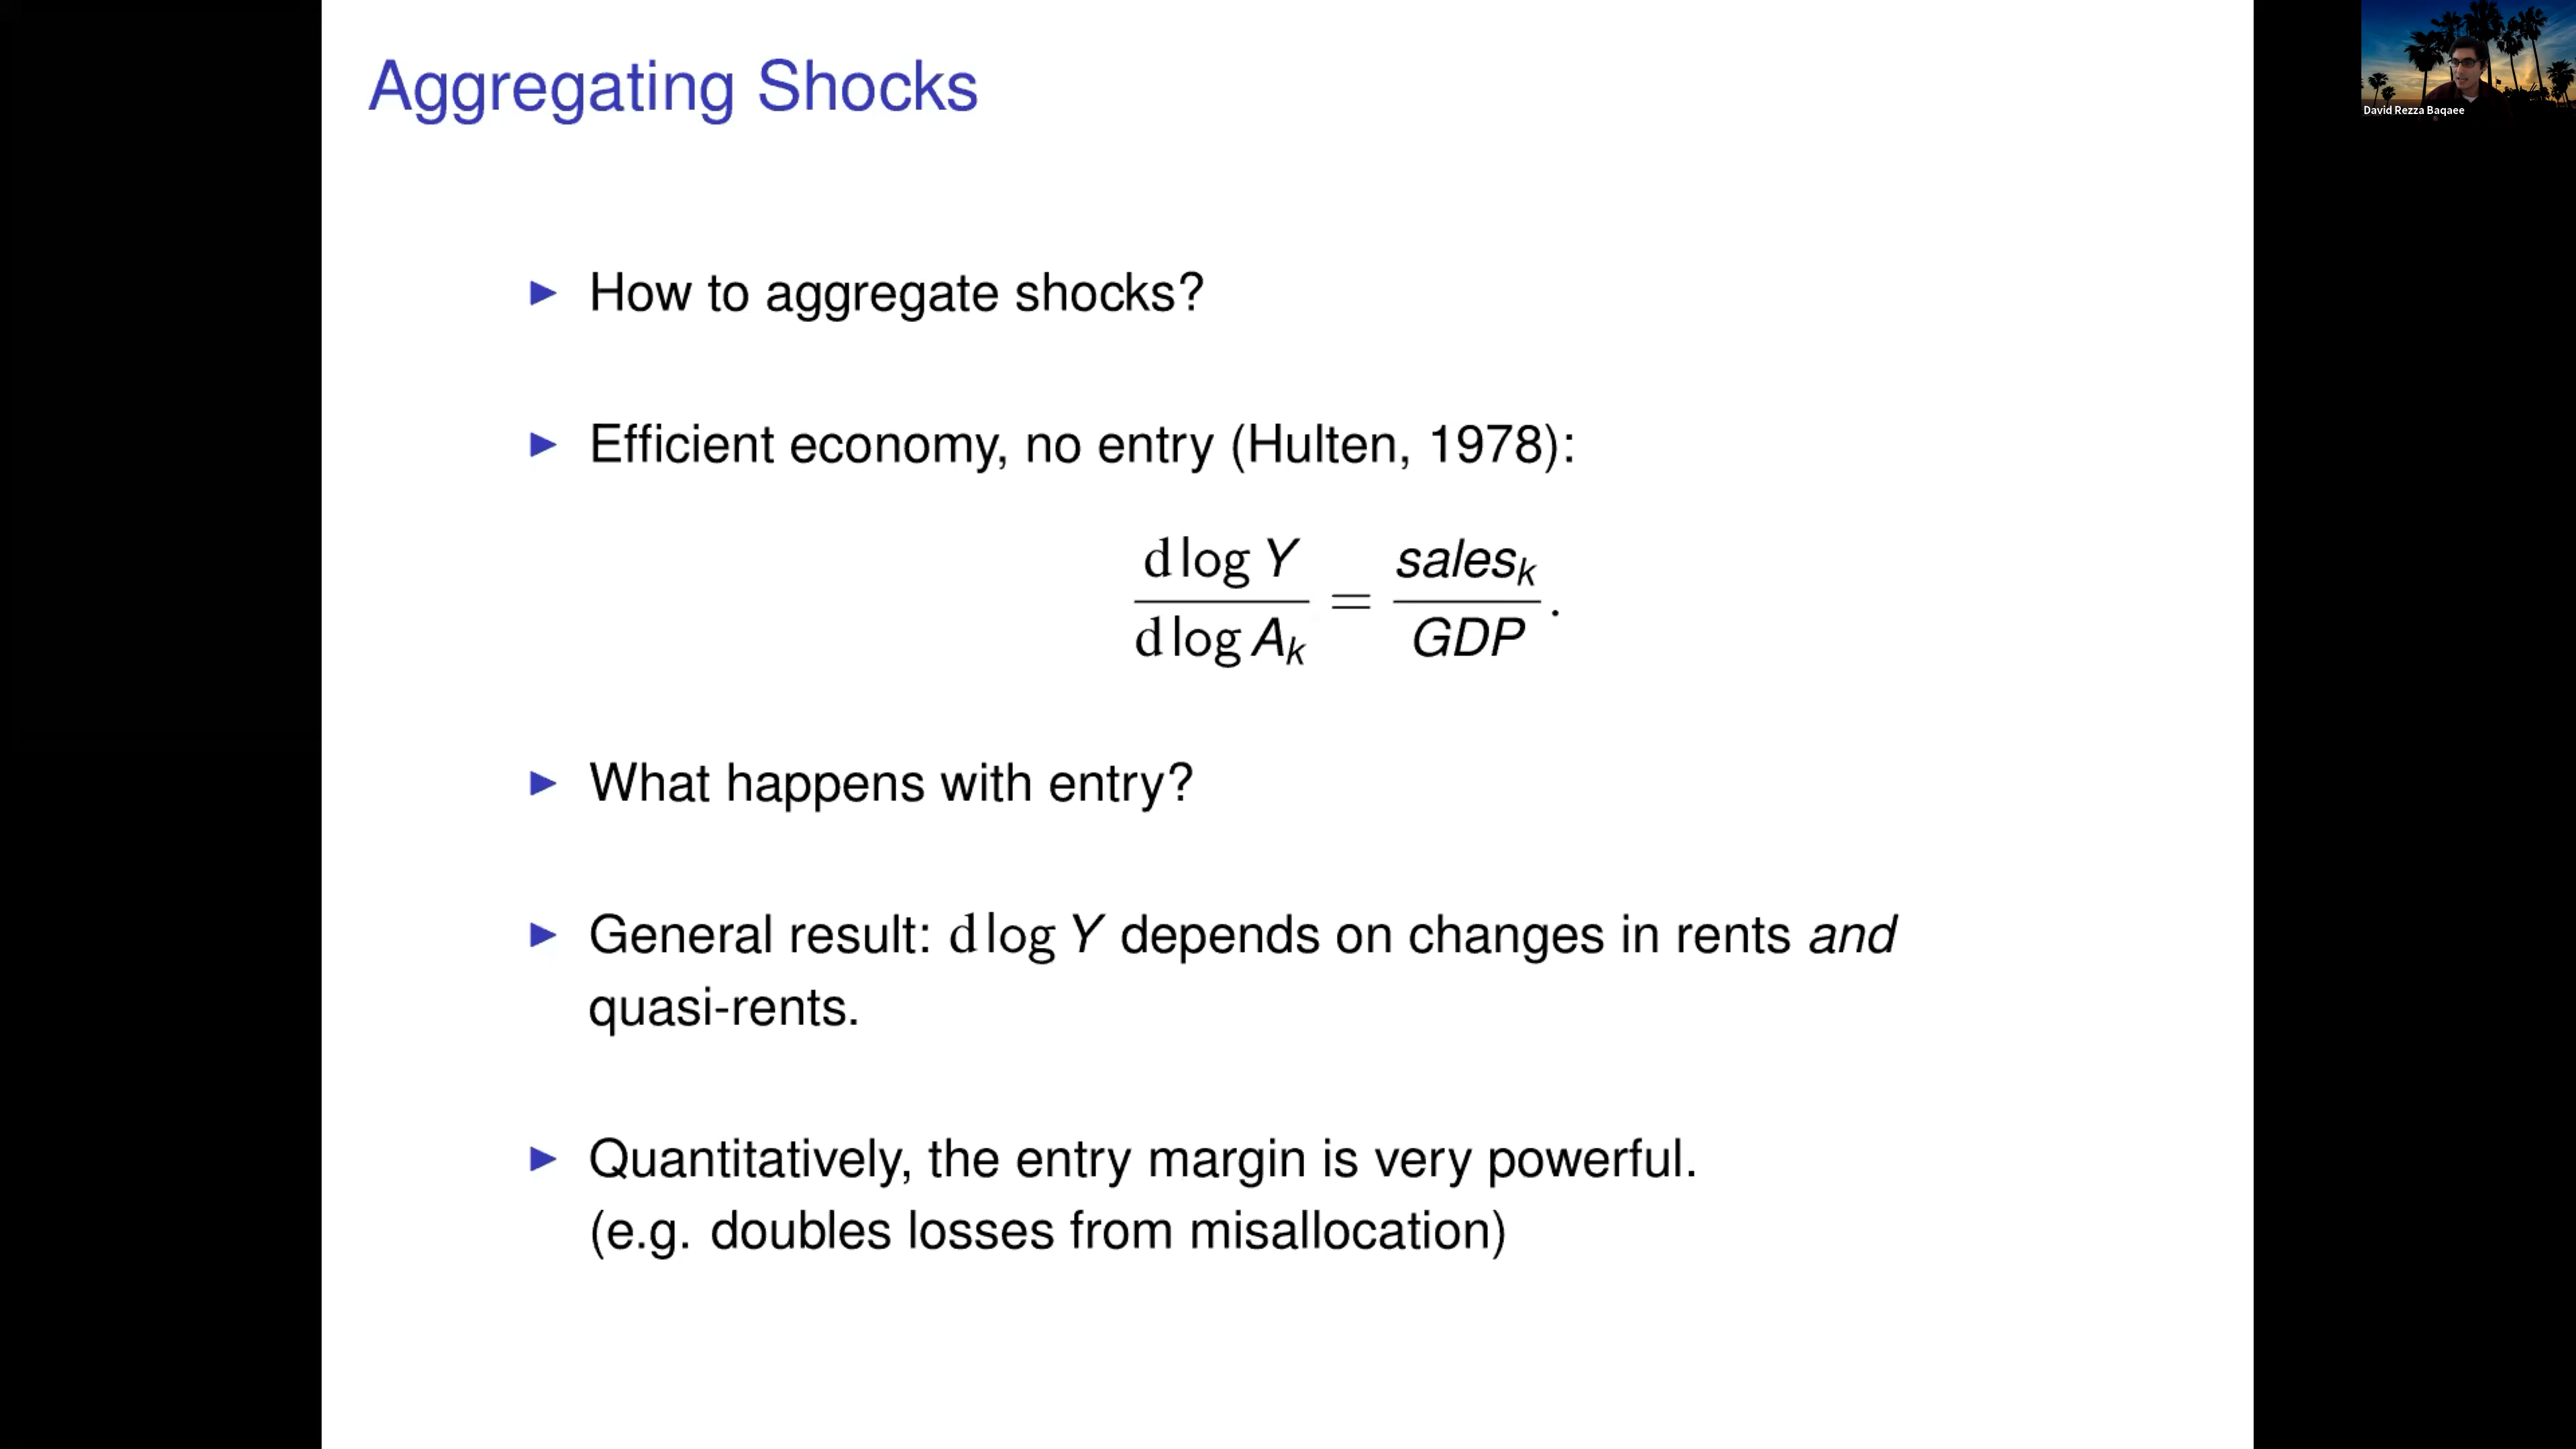 Aggregating Shocks
David Rezza Baqaee
▶ How to aggregate shocks?
▶ Efficient economy, no entry (Hulten, 1978):
d log Y / d log A_k = sales_k / GDP.
▶ What happens with entry?
▶ General result: d log Y depends on changes in rents and
quasi-rents.
▶ Quantitatively, the entry margin is very powerful.
(e.g. doubles losses from misallocation)